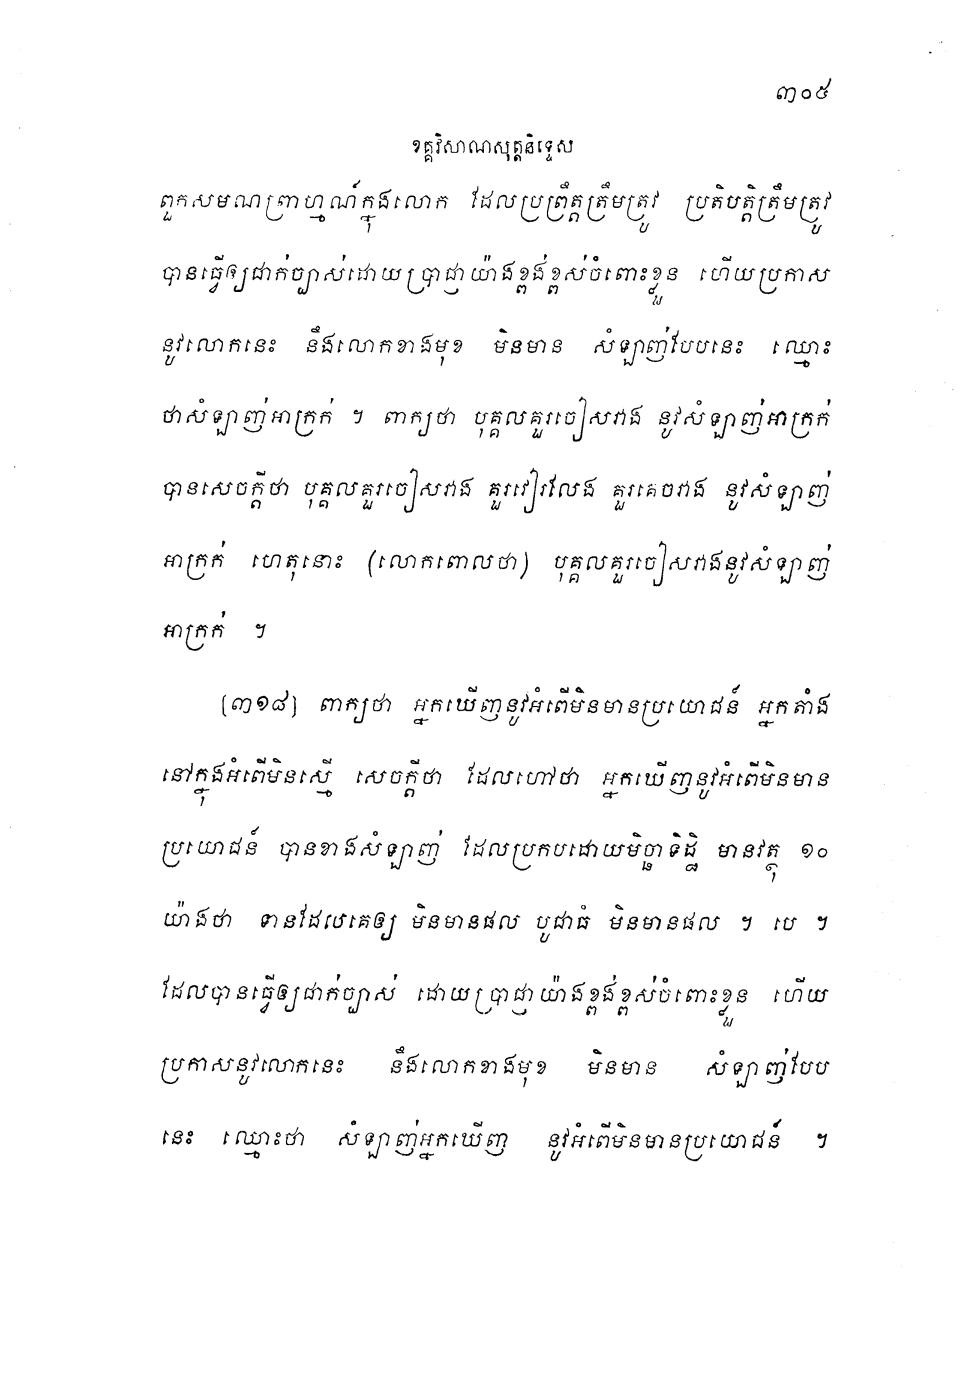 ៣០៥
ខគ្គវិសាណសុត្តនិទ្ទេស
ពួកសមណព្រាហ្មណ៍ក្នុងលោក ដែលប្រព្រឹត្តត្រឹមត្រូវ ប្រតិបត្តិត្រឹមត្រូវ
បានធ្វើឲ្យជាក់ច្បាស់ដោយប្រាជ្ញាយ៉ាងខ្ពង់ខ្ពស់ចំពោះខ្លួន ហើយប្រកាស
នូវលោកនេះ នឹងលោកខាងមុខ មិនមាន សំឡាញ់បែបនេះ ឈ្មោះ
ថាសំឡាញ់អាក្រក់ ។ ពាក្យថា បុគ្គលគួរចៀសវាង នូវសំឡាញ់អាក្រក់
បានសេចក្តីថា បុគ្គលគួរចៀសវាង គួរវៀរលែង គួរគេចវាង នូវសំឡាញ់
អាក្រក់ ហេតុនោះ (លោកពោលថា) បុគ្គលគួរចៀសវាងនូវសំឡាញ់
អាក្រក់ ។
[៣១៨] ពាក្យថា អ្នកឃើញនូវអំពើមិនមានប្រយោជន៍ អ្នកតាំង
នៅក្នុងអំពើមិនស្មើ សេចក្តីថា ដែលហៅថា អ្នកឃើញនូវអំពើមិនមាន
ប្រយោជន៍ បានខាងសំឡាញ់ ដែលប្រកបដោយមិច្ឆាទិដ្ឋិ មានវត្ថុ ១០
យ៉ាងថា ទានដែលគេឲ្យ មិនមានផល បូជាធំ មិនមានផល ។ បេ ។
ដែលបានធ្វើឲ្យជាក់ច្បាស់ ដោយប្រាជ្ញាយ៉ាងខ្ពង់ខ្ពស់ចំពោះខ្លួន ហើយ
ប្រកាសនូវលោកនេះ នឹងលោកខាងមុខ មិនមាន សំឡាញ់បែប
នេះ ឈ្មោះថា សំឡាញ់អ្នកឃើញ នូវអំពើមិនមានប្រយោជន៍ ។